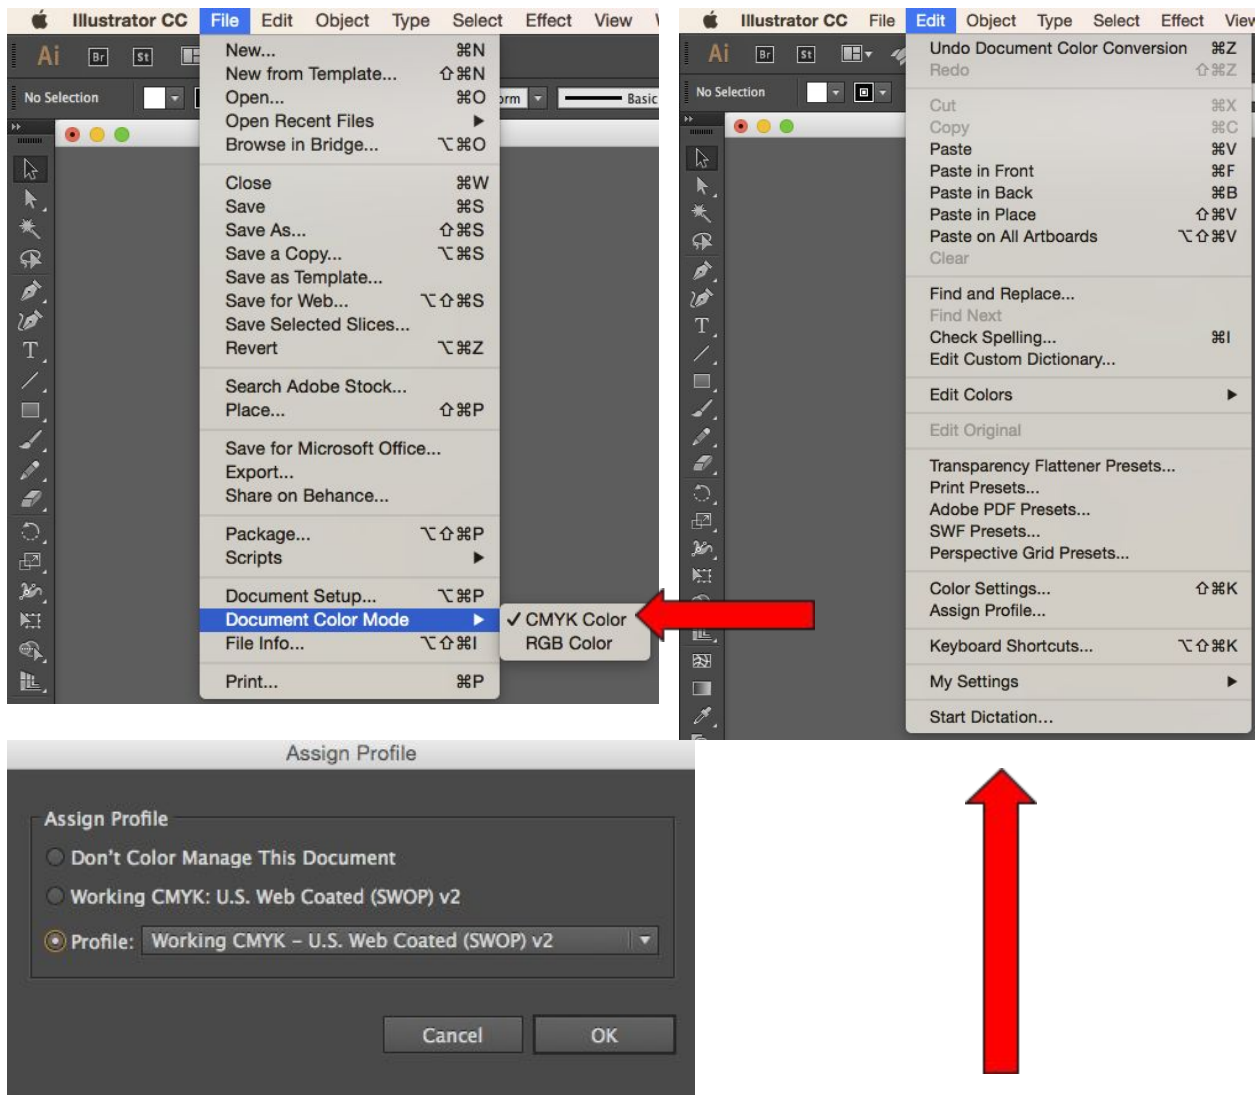 Illustrator CC File Edit Object Type Select Effect View
Ai Br St
No Selection
Basic
New... ⌘N
New from Template... ⇧⌘N
Open... ⌘O
Open Recent Files ▶
Browse in Bridge... ⌥⌘O
Close ⌘W
Save ⌘S
Save As... ⇧⌘S
Save a Copy... ⌥⌘S
Save as Template...
Save for Web... ⌥⇧⌘S
Save Selected Slices...
Revert ⌥⌘Z
Search Adobe Stock...
Place... ⇧⌘P
Save for Microsoft Office...
Export...
Share on Behance...
Package... ⌥⇧⌘P
Scripts ▶
Document Setup... ⌥⌘P
Document Color Mode ▶ ✓ CMYK Color
File Info... ⌥⇧⌘I RGB Color
Print... ⌘P
Illustrator CC File Edit Object Type Select Effect View
Ai Br St
No Selection
Undo Document Color Conversion ⌘Z
Redo ⇧⌘Z
Cut ⌘X
Copy ⌘C
Paste ⌘V
Paste in Front ⌘F
Paste in Back ⌘B
Paste in Place ⇧⌘V
Paste on All Artboards ⌥⇧⌘V
Clear
Find and Replace...
Find Next
Check Spelling... ⌘I
Edit Custom Dictionary...
Edit Colors ▶
Edit Original
Transparency Flattener Presets...
Print Presets...
Adobe PDF Presets...
SWF Presets...
Perspective Grid Presets...
Color Settings... ⇧⌘K
Assign Profile...
Keyboard Shortcuts... ⌥⇧⌘K
My Settings ▶
Start Dictation...
Assign Profile
Assign Profile
Don't Color Manage This Document
Working CMYK: U.S. Web Coated (SWOP) v2
Profile: Working CMYK – U.S. Web Coated (SWOP) v2
Cancel OK